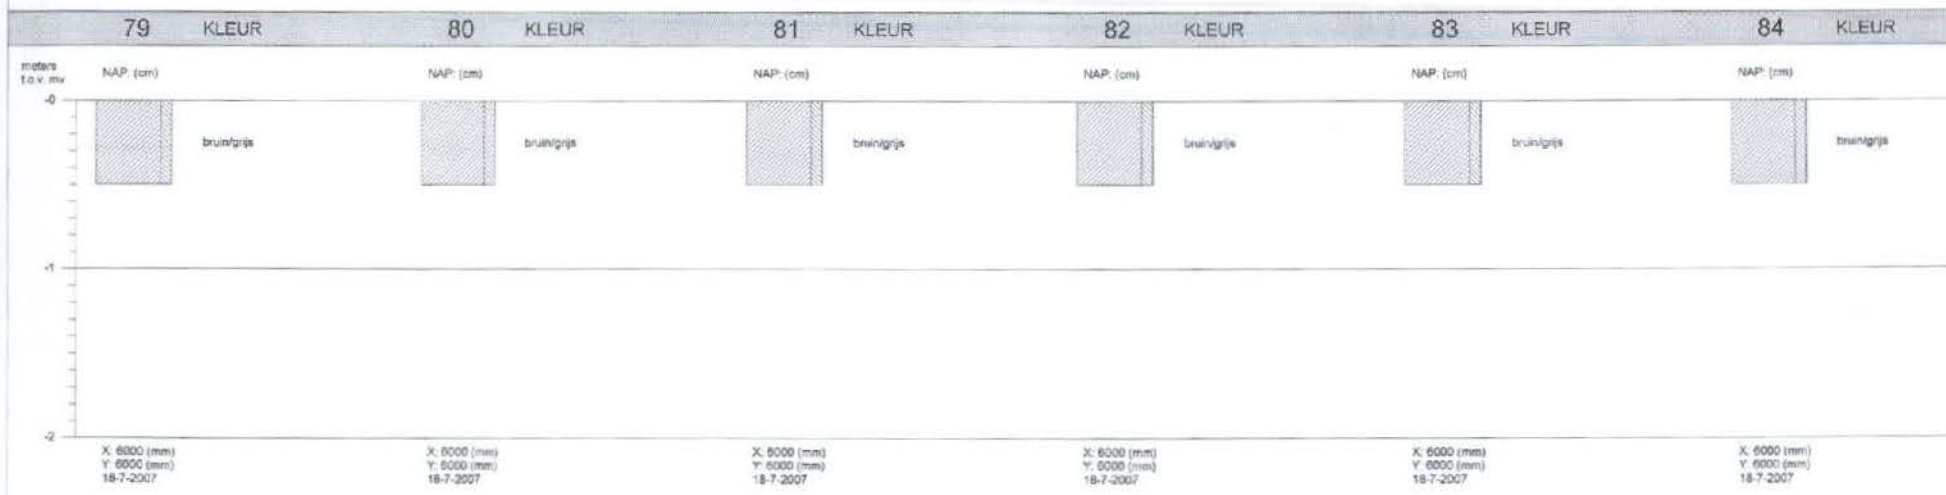 79 KLEUR 80 KLEUR 81 KLEUR 82 KLEUR 83 KLEUR 84 KLEUR
meters
t.o.v. mv
NAP: (cm) NAP: (cm) NAP: (cm) NAP: (cm) NAP: (cm) NAP: (cm)
-0
bruin/grijs bruin/grijs bruin/grijs bruin/grijs bruin/grijs bruin/grijs
-1
-2
X: 6000 (mm) X: 6000 (mm) X: 6000 (mm) X: 6000 (mm) X: 6000 (mm) X: 6000 (mm)
Y: 6000 (mm) Y: 6000 (mm) Y: 6000 (mm) Y: 6000 (mm) Y: 6000 (mm) Y: 6000 (mm)
18-7-2007 18-7-2007 18-7-2007 18-7-2007 18-7-2007 18-7-2007